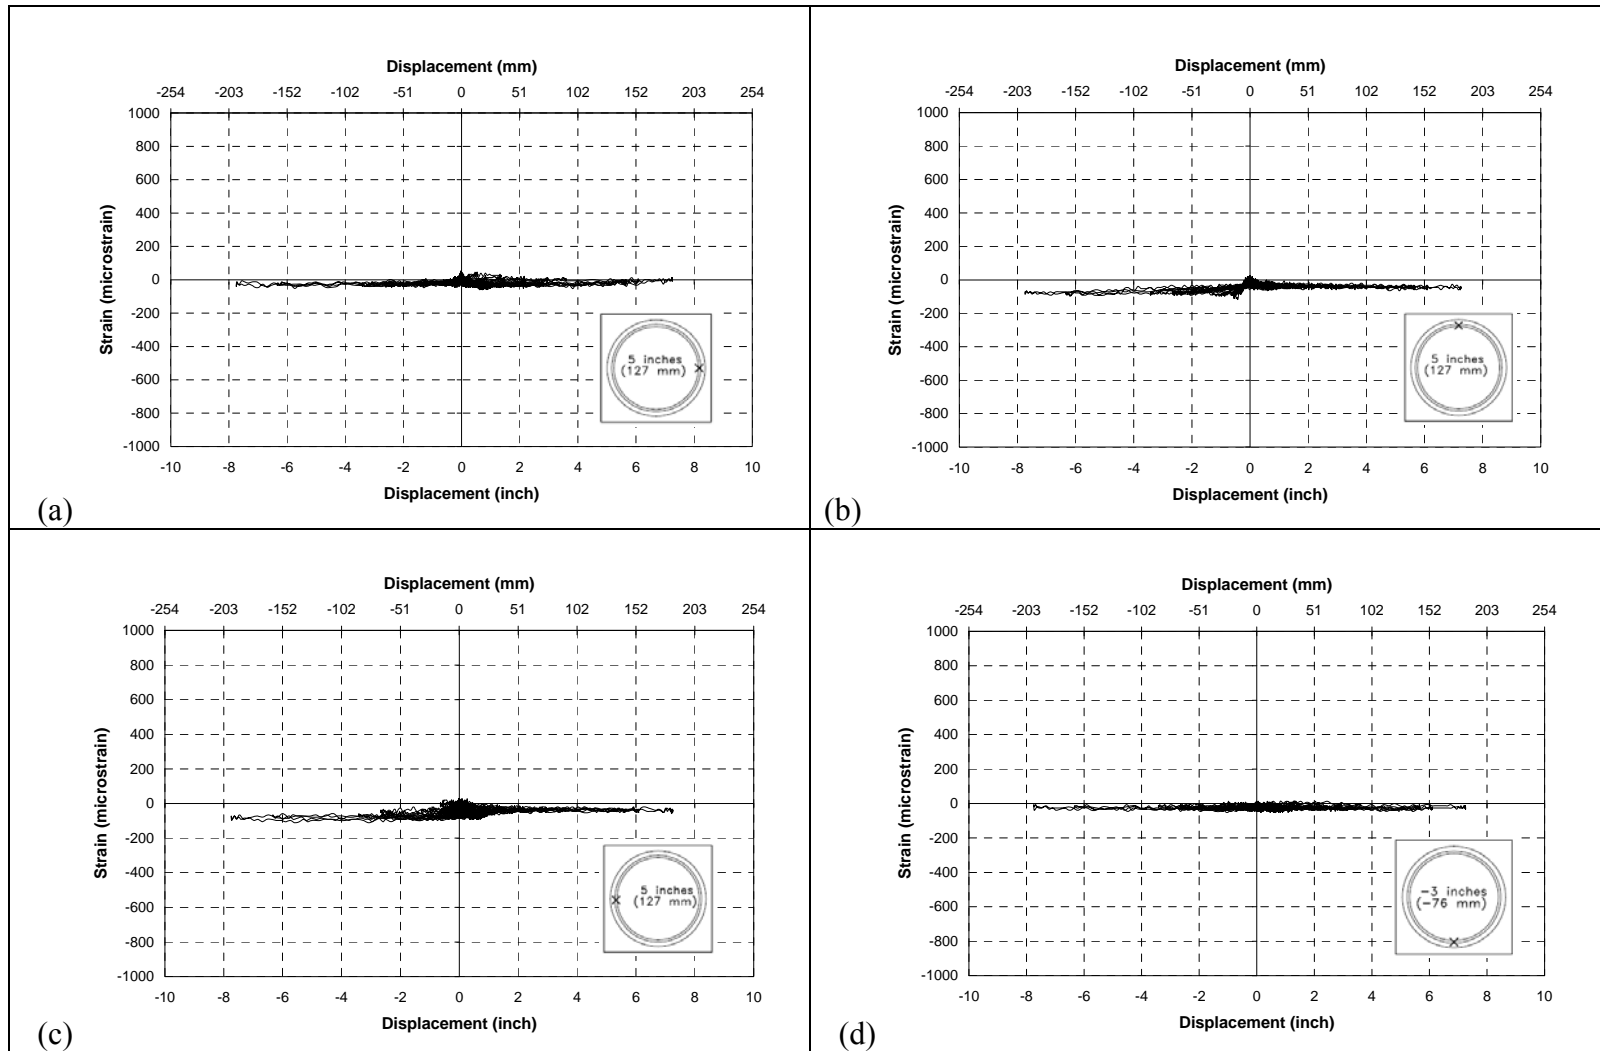 Displacement (mm)
-254 -203 -152 -102 -51 0 51 102 152 203 254
1000
800
600
400
200
0
-200
-400
-600
-800
-1000
Strain (microstrain)
5 inches
(127 mm)
-10 -8 -6 -4 -2 0 2 4 6 8 10
Displacement (inch)
(a)
Displacement (mm)
-254 -203 -152 -102 -51 0 51 102 152 203 254
1000
800
600
400
200
0
-200
-400
-600
-800
-1000
Strain (microstrain)
5 inches
(127 mm)
-10 -8 -6 -4 -2 0 2 4 6 8 10
Displacement (inch)
(b)
Displacement (mm)
-254 -203 -152 -102 -51 0 51 102 152 203 254
1000
800
600
400
200
0
-200
-400
-600
-800
-1000
Strain (microstrain)
5 inches
(127 mm)
-10 -8 -6 -4 -2 0 2 4 6 8 10
Displacement (inch)
(c)
Displacement (mm)
-254 -203 -152 -102 -51 0 51 102 152 203 254
1000
800
600
400
200
0
-200
-400
-600
-800
-1000
Strain (microstrain)
-3 inches
(-76 mm)
-10 -8 -6 -4 -2 0 2 4 6 8 10
Displacement (inch)
(d)